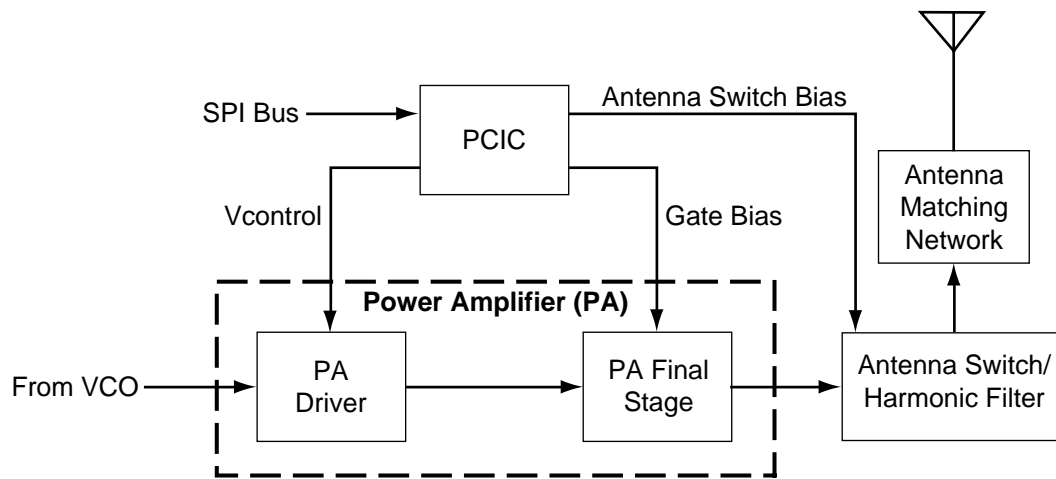 SPI Bus
PCIC
Antenna Switch Bias
Antenna
Matching
Network
Vcontrol
Gate Bias
Power Amplifier (PA)
From VCO
PA
Driver
PA Final
Stage
Antenna Switch/
Harmonic Filter